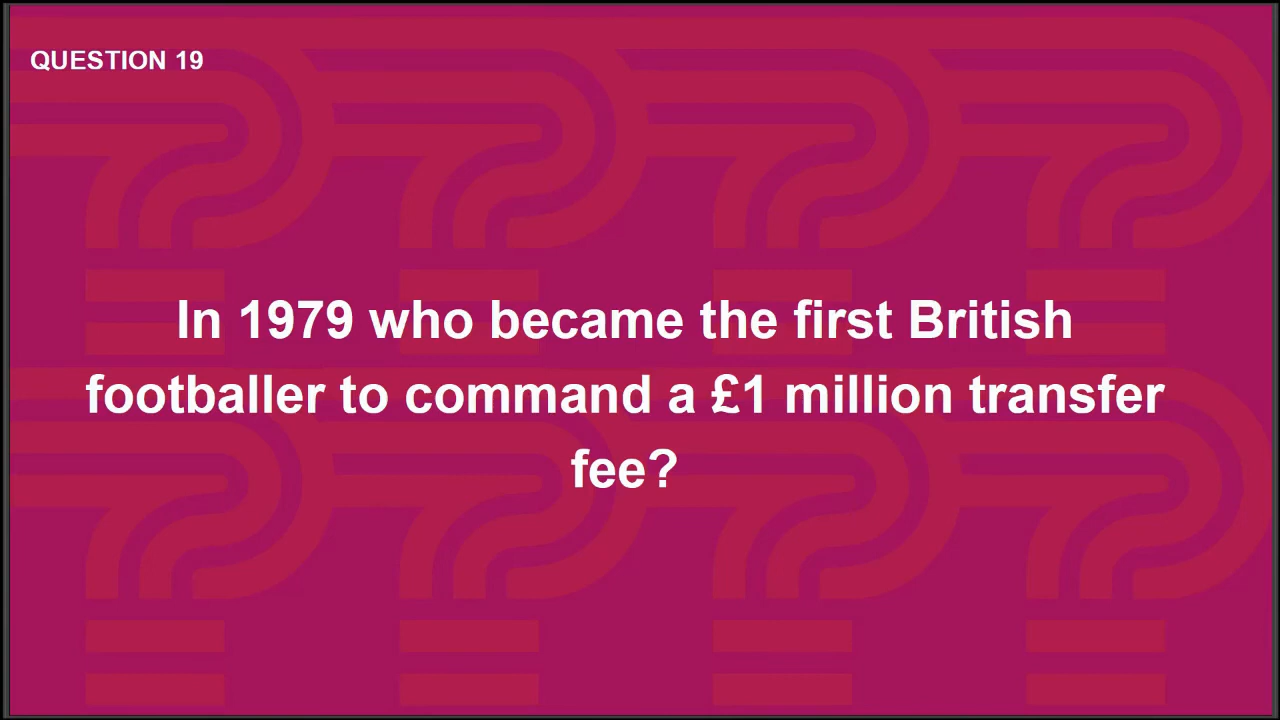 QUESTION 19
In 1979 who became the first British
footballer to command a £1 million transfer
fee?